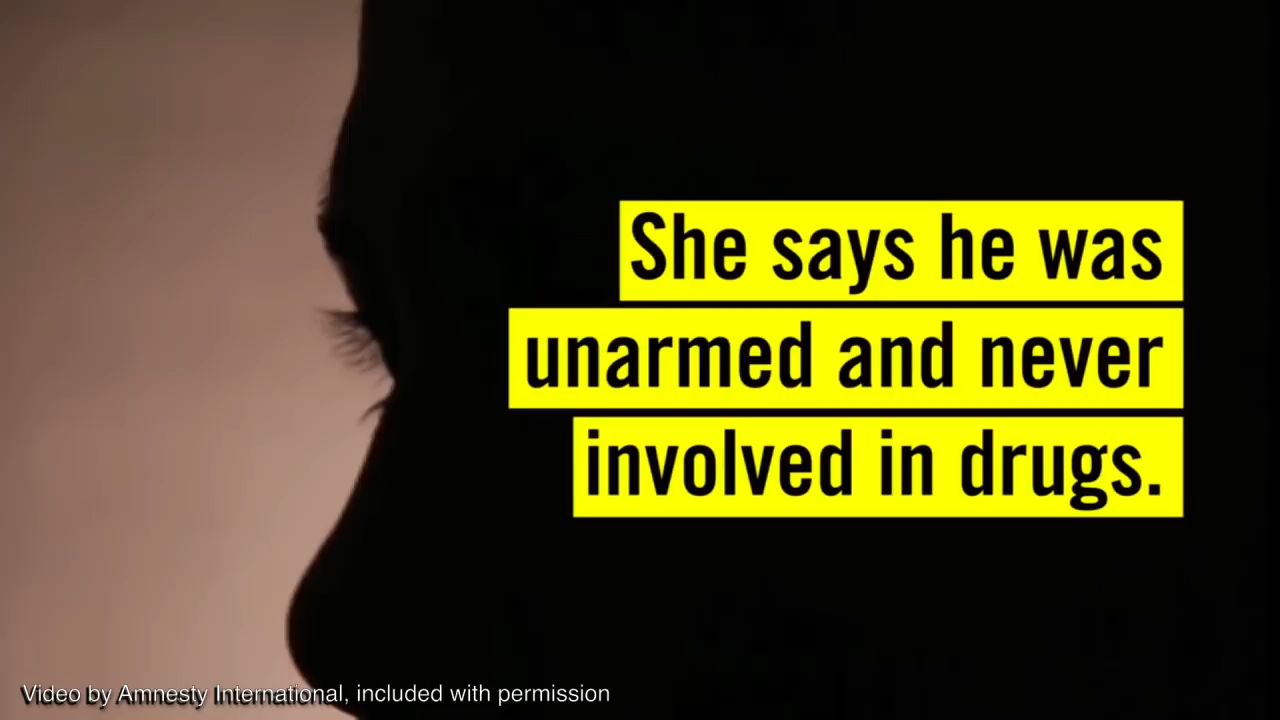 She says he was
unarmed and never
involved in drugs.
Video by Amnesty International, included with permission